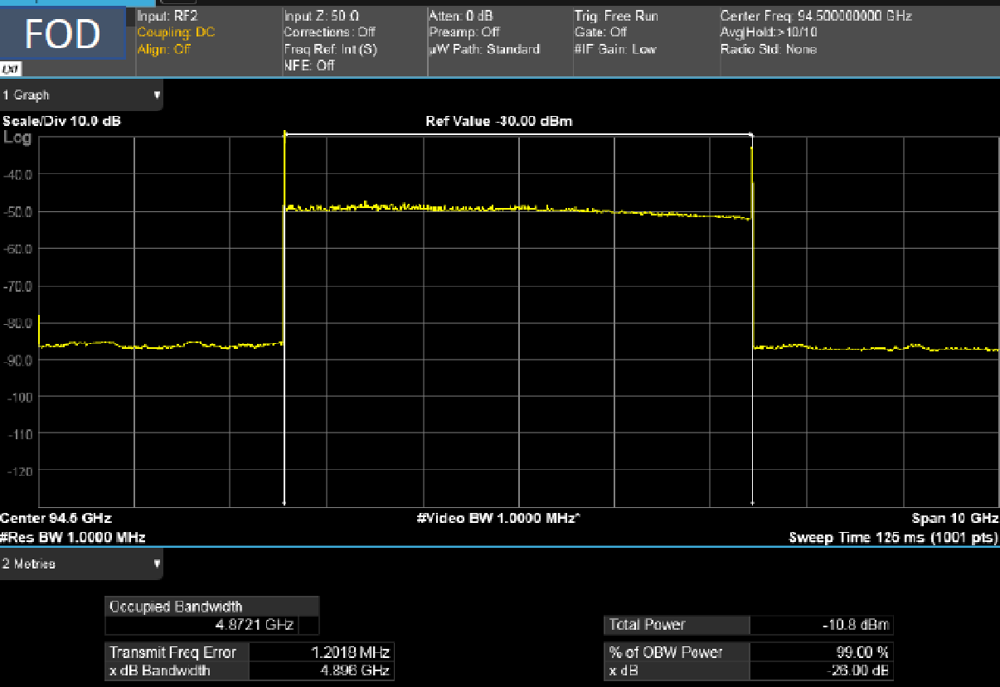 FOD
LXI
Input: RF2
Coupling: DC
Align: Off
Input Z: 50 Ω
Corrections: Off
Freq Ref: Int (S)
NFE: Off
Atten: 0 dB
Preamp: Off
µW Path: Standard
Trig: Free Run
Gate: Off
#IF Gain: Low
Center Freq: 94.500000000 GHz
Avg|Hold:>10/10
Radio Std: None
1 Graph
Scale/Div 10.0 dB
Ref Value -30.00 dBm
Log
-40.0
-50.0
-60.0
-70.0
-80.0
-90.0
-100
-110
-120
Center 94.5 GHz
#Video BW 1.0000 MHz*
Span 10 GHz
#Res BW 1.0000 MHz
Sweep Time 125 ms (1001 pts)
2 Metrics
Occupied Bandwidth
4.8721 GHz
Total Power -10.8 dBm
Transmit Freq Error 1.2018 MHz
% of OBW Power 99.00 %
x dB Bandwidth 4.896 GHz
x dB -26.00 dB